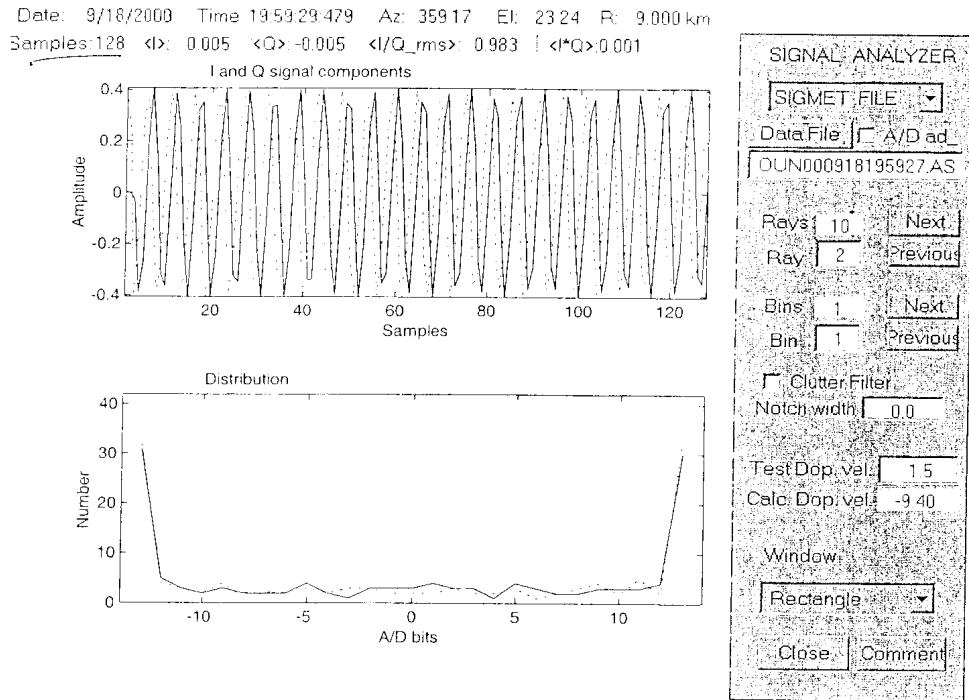 Date: 9/18/2000 Time 19:59:29:479 Az: 359 17 El: 23 24 R: 9.000 km
Samples: 128 <I>: 0.005 <Q>: -0.005 <I/Q_rms>: 0.983 <I*Q>:0.001
I and Q signal components
Amplitude
0.4
0.2
0
-0.2
-0.4
20 40 60 80 100 120
Samples
Distribution
Number
40
30
20
10
0
-10 -5 0 5 10
A/D bits
SIGNAL ANALYZER
SIGMET FILE
Data File A/D ad_
OUN000918195927.AS
Rays 10 Next
Ray 2 Previous
Bins 1 Next
Bin 1 Previous
Clutter Filter
Notch width 0.0
Test Dop. vel. 1.5
Calc. Dop. vel. -9.40
Window
Rectangle
Close Comment